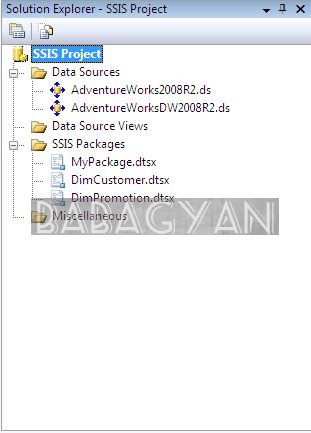 Solution Explorer - SSIS Project
SSIS Project
Data Sources
AdventureWorks2008R2.ds
AdventureWorksDW2008R2.ds
Data Source Views
SSIS Packages
MyPackage.dtsx
DimCustomer.dtsx
DimPromotion.dtsx
BABAGYAN
Miscellaneous